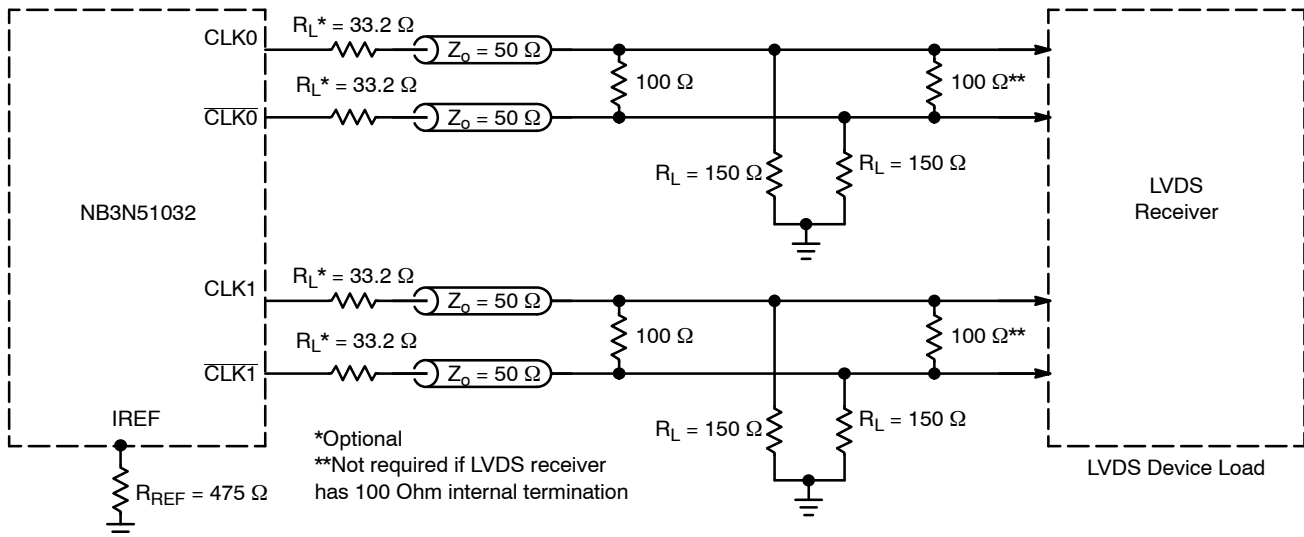 CLK0
R_L* = 33.2 Ω
Z_o = 50 Ω
100 Ω
100 Ω**
R_L* = 33.2 Ω
C̅L̅K̅0̅
Z_o = 50 Ω
R_L = 150 Ω
R_L = 150 Ω
NB3N51032
LVDS
Receiver
CLK1
R_L* = 33.2 Ω
Z_o = 50 Ω
100 Ω
100 Ω**
R_L* = 33.2 Ω
C̅L̅K̅1̅
Z_o = 50 Ω
R_L = 150 Ω
R_L = 150 Ω
IREF
R_REF = 475 Ω
*Optional
**Not required if LVDS receiver
has 100 Ohm internal termination
LVDS Device Load